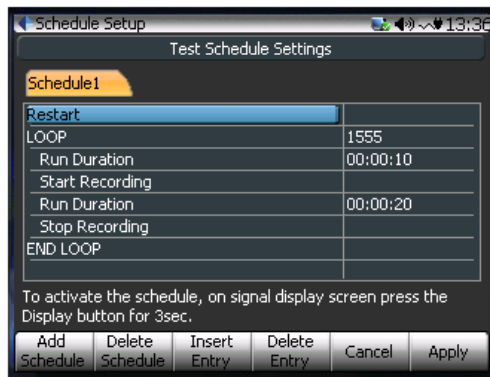 Schedule Setup 13:36
Test Schedule Settings
Schedule1
Restart
LOOP 1555
Run Duration 00:00:10
Start Recording
Run Duration 00:00:20
Stop Recording
END LOOP
To activate the schedule, on signal display screen press the
Display button for 3sec.
Add Schedule Delete Schedule Insert Entry Delete Entry Cancel Apply